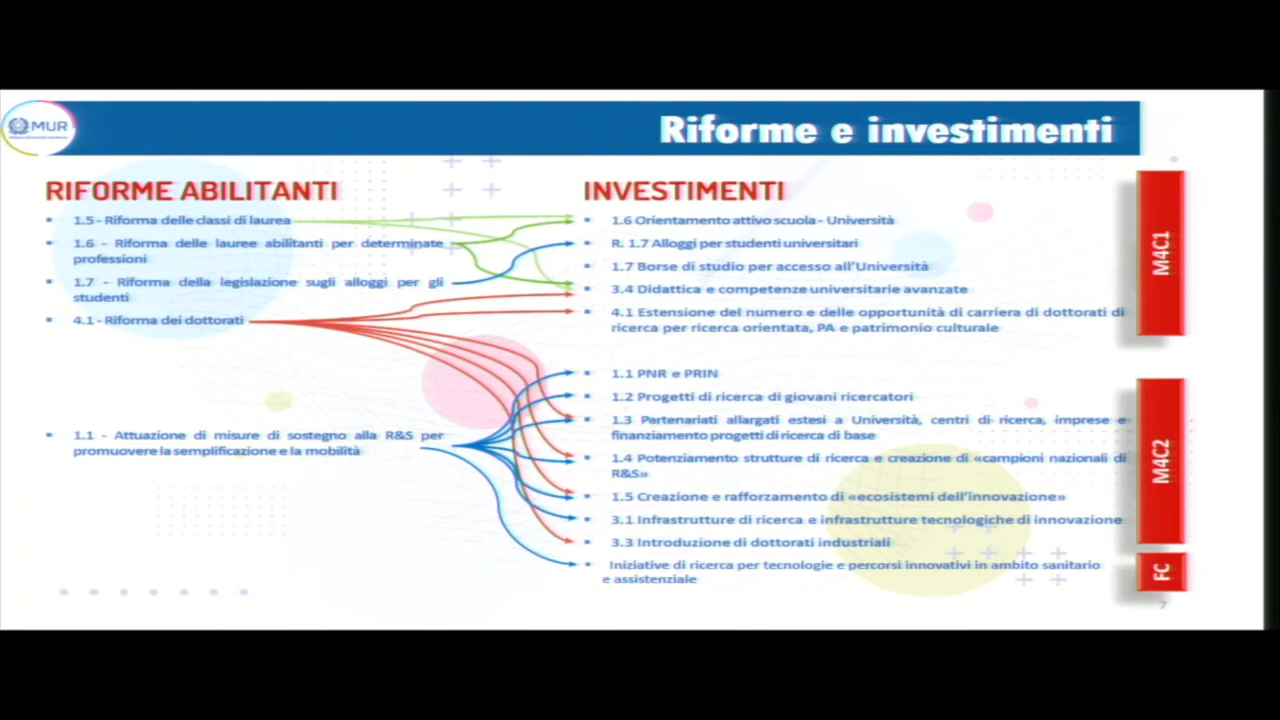 MUR
Riforme e investimenti
RIFORME ABILITANTI
1.5 - Riforma delle classi di laurea
1.6 - Riforma delle lauree abilitanti per determinate
professioni
1.7 - Riforma della legislazione sugli alloggi per gli
studenti
4.1 - Riforma dei dottorati
1.1 - Attuazione di misure di sostegno alla R&S per
promuovere la semplificazione e la mobilità
INVESTIMENTI
1.6 Orientamento attivo scuola - Università
R. 1.7 Alloggi per studenti universitari
1.7 Borse di studio per accesso all'Università
3.4 Didattica e competenze universitarie avanzate
4.1 Estensione del numero e delle opportunità di carriera di dottorati di
ricerca per ricerca orientata, PA e patrimonio culturale
1.1 PNR e PRIN
1.2 Progetti di ricerca di giovani ricercatori
1.3 Partenariati allargati estesi a Università, centri di ricerca, imprese e
finanziamento progetti di ricerca di base
1.4 Potenziamento strutture di ricerca e creazione di «campioni nazionali di
R&S»
1.5 Creazione e rafforzamento di «ecosistemi dell'innovazione»
3.1 Infrastrutture di ricerca e infrastrutture tecnologiche di innovazione
3.3 Introduzione di dottorati industriali
Iniziative di ricerca per tecnologie e percorsi innovativi in ambito sanitario
e assistenziale
M4C1
M4C2
FC
7